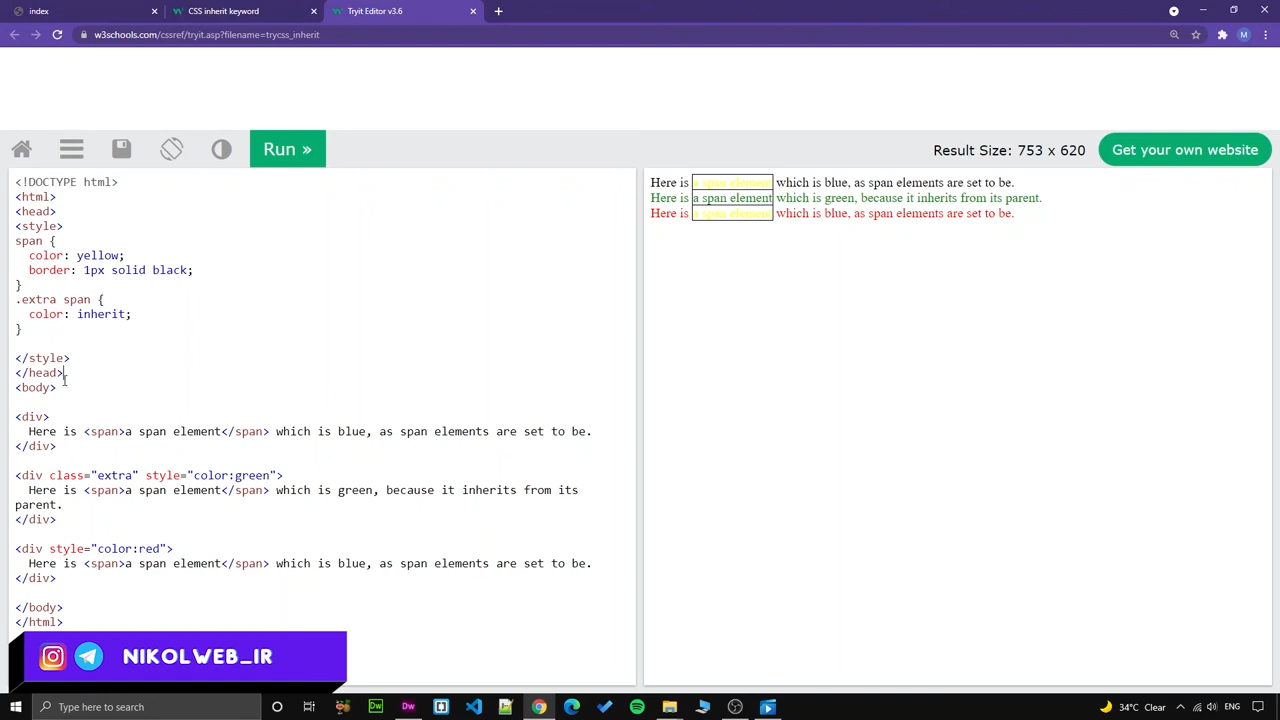 index
CSS inherit keyword
Tryit Editor v3.6
w3schools.com/cssref/tryit.asp?filename=trycss_inherit
M
Run »
Result Size: 753 x 620
Get your own website
<!DOCTYPE html>
<html>
<head>
<style>
span {
color: yellow;
border: 1px solid black;
}
.extra span {
color: inherit;
}
</style>
</head>
<body>
<div>
Here is <span>a span element</span> which is blue, as span elements are set to be.
</div>
<div class="extra" style="color:green">
Here is <span>a span element</span> which is green, because it inherits from its
parent.
</div>
<div style="color:red">
Here is <span>a span element</span> which is blue, as span elements are set to be.
</div>
</body>
</html>
Here is a span element which is blue, as span elements are set to be.
Here is a span element which is green, because it inherits from its parent.
Here is a span element which is blue, as span elements are set to be.
NIKOLWEB_IR
Type here to search
Dw
Dw
34°C Clear
ENG